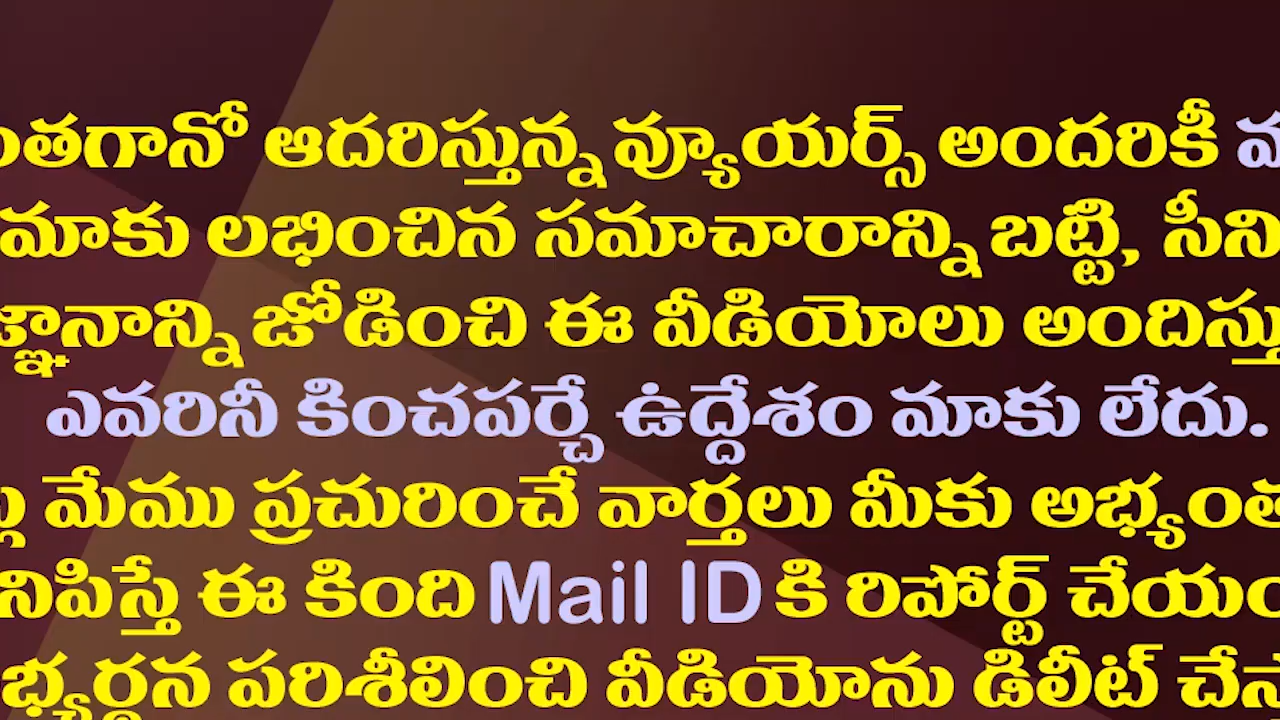 ంతగానో ఆదరిస్తున్న వ్యూయర్స్ అందరికీ
మాకు లభించిన సమాచారాన్ని బట్టి, సీని
జ్ఞానాన్ని జోడించి ఈ వీడియోలు అందిస్తు
ఎవరినీ కించపర్చే ఉద్దేశం మాకు లేదు.
మేము ప్రచురించే వార్తలు మీకు అభ్యంత
నిపిస్తే ఈ కింది Mail ID కి రిపోర్ట్ చేయం
భ్యర్థన పరిశీలించి వీడియోను డిలీట్ చేస